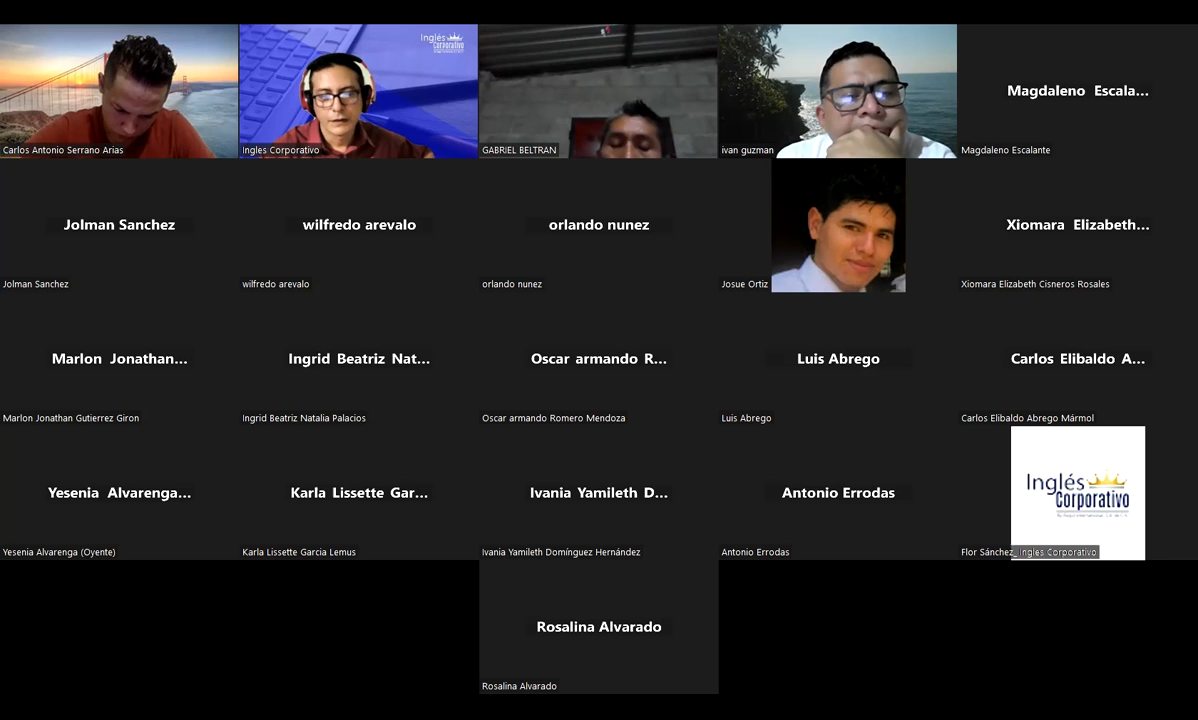 Inglés
Corporativo
Carlos Antonio Serrano Arias
Ingles Corporativo
GABRIEL BELTRAN
ivan guzman
Magdaleno Escala...
Magdaleno Escalante
Jolman Sanchez
Jolman Sanchez
wilfredo arevalo
wilfredo arevalo
orlando nunez
orlando nunez
Josue Ortiz
Xiomara Elizabeth...
Xiomara Elizabeth Cisneros Rosales
Marlon Jonathan...
Marlon Jonathan Gutierrez Giron
Ingrid Beatriz Nat...
Ingrid Beatriz Natalia Palacios
Oscar armando R...
Oscar armando Romero Mendoza
Luis Abrego
Luis Abrego
Carlos Elibaldo A...
Carlos Elibaldo Abrego Mármol
Yesenia Alvarenga...
Yesenia Alvarenga (Oyente)
Karla Lissette Gar...
Karla Lissette Garcia Lemus
Ivania Yamileth D...
Ivania Yamileth Domínguez Hernández
Antonio Errodas
Antonio Errodas
Inglés
Corporativo
Flor Sánchez_ Ingles Corporativo
Rosalina Alvarado
Rosalina Alvarado